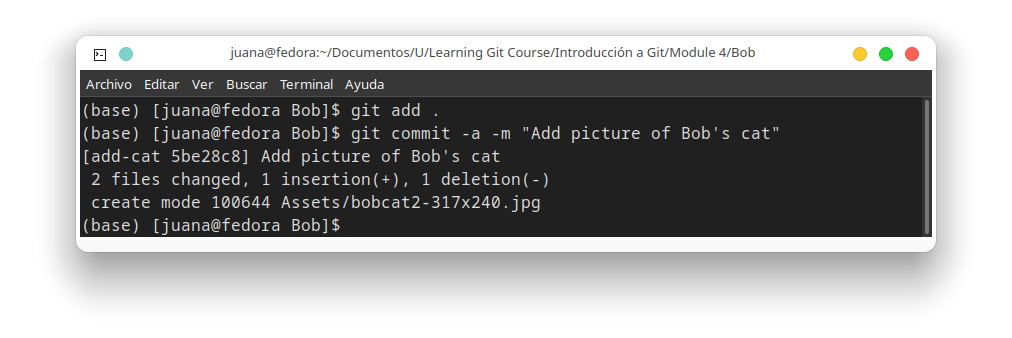 juana@fedora:~/Documentos/U/Learning Git Course/Introducción a Git/Module 4/Bob
Archivo Editar Ver Buscar Terminal Ayuda
(base) [juana@fedora Bob]$ git add .
(base) [juana@fedora Bob]$ git commit -a -m "Add picture of Bob's cat"
[add-cat 5be28c8] Add picture of Bob's cat
 2 files changed, 1 insertion(+), 1 deletion(-)
 create mode 100644 Assets/bobcat2-317x240.jpg
(base) [juana@fedora Bob]$